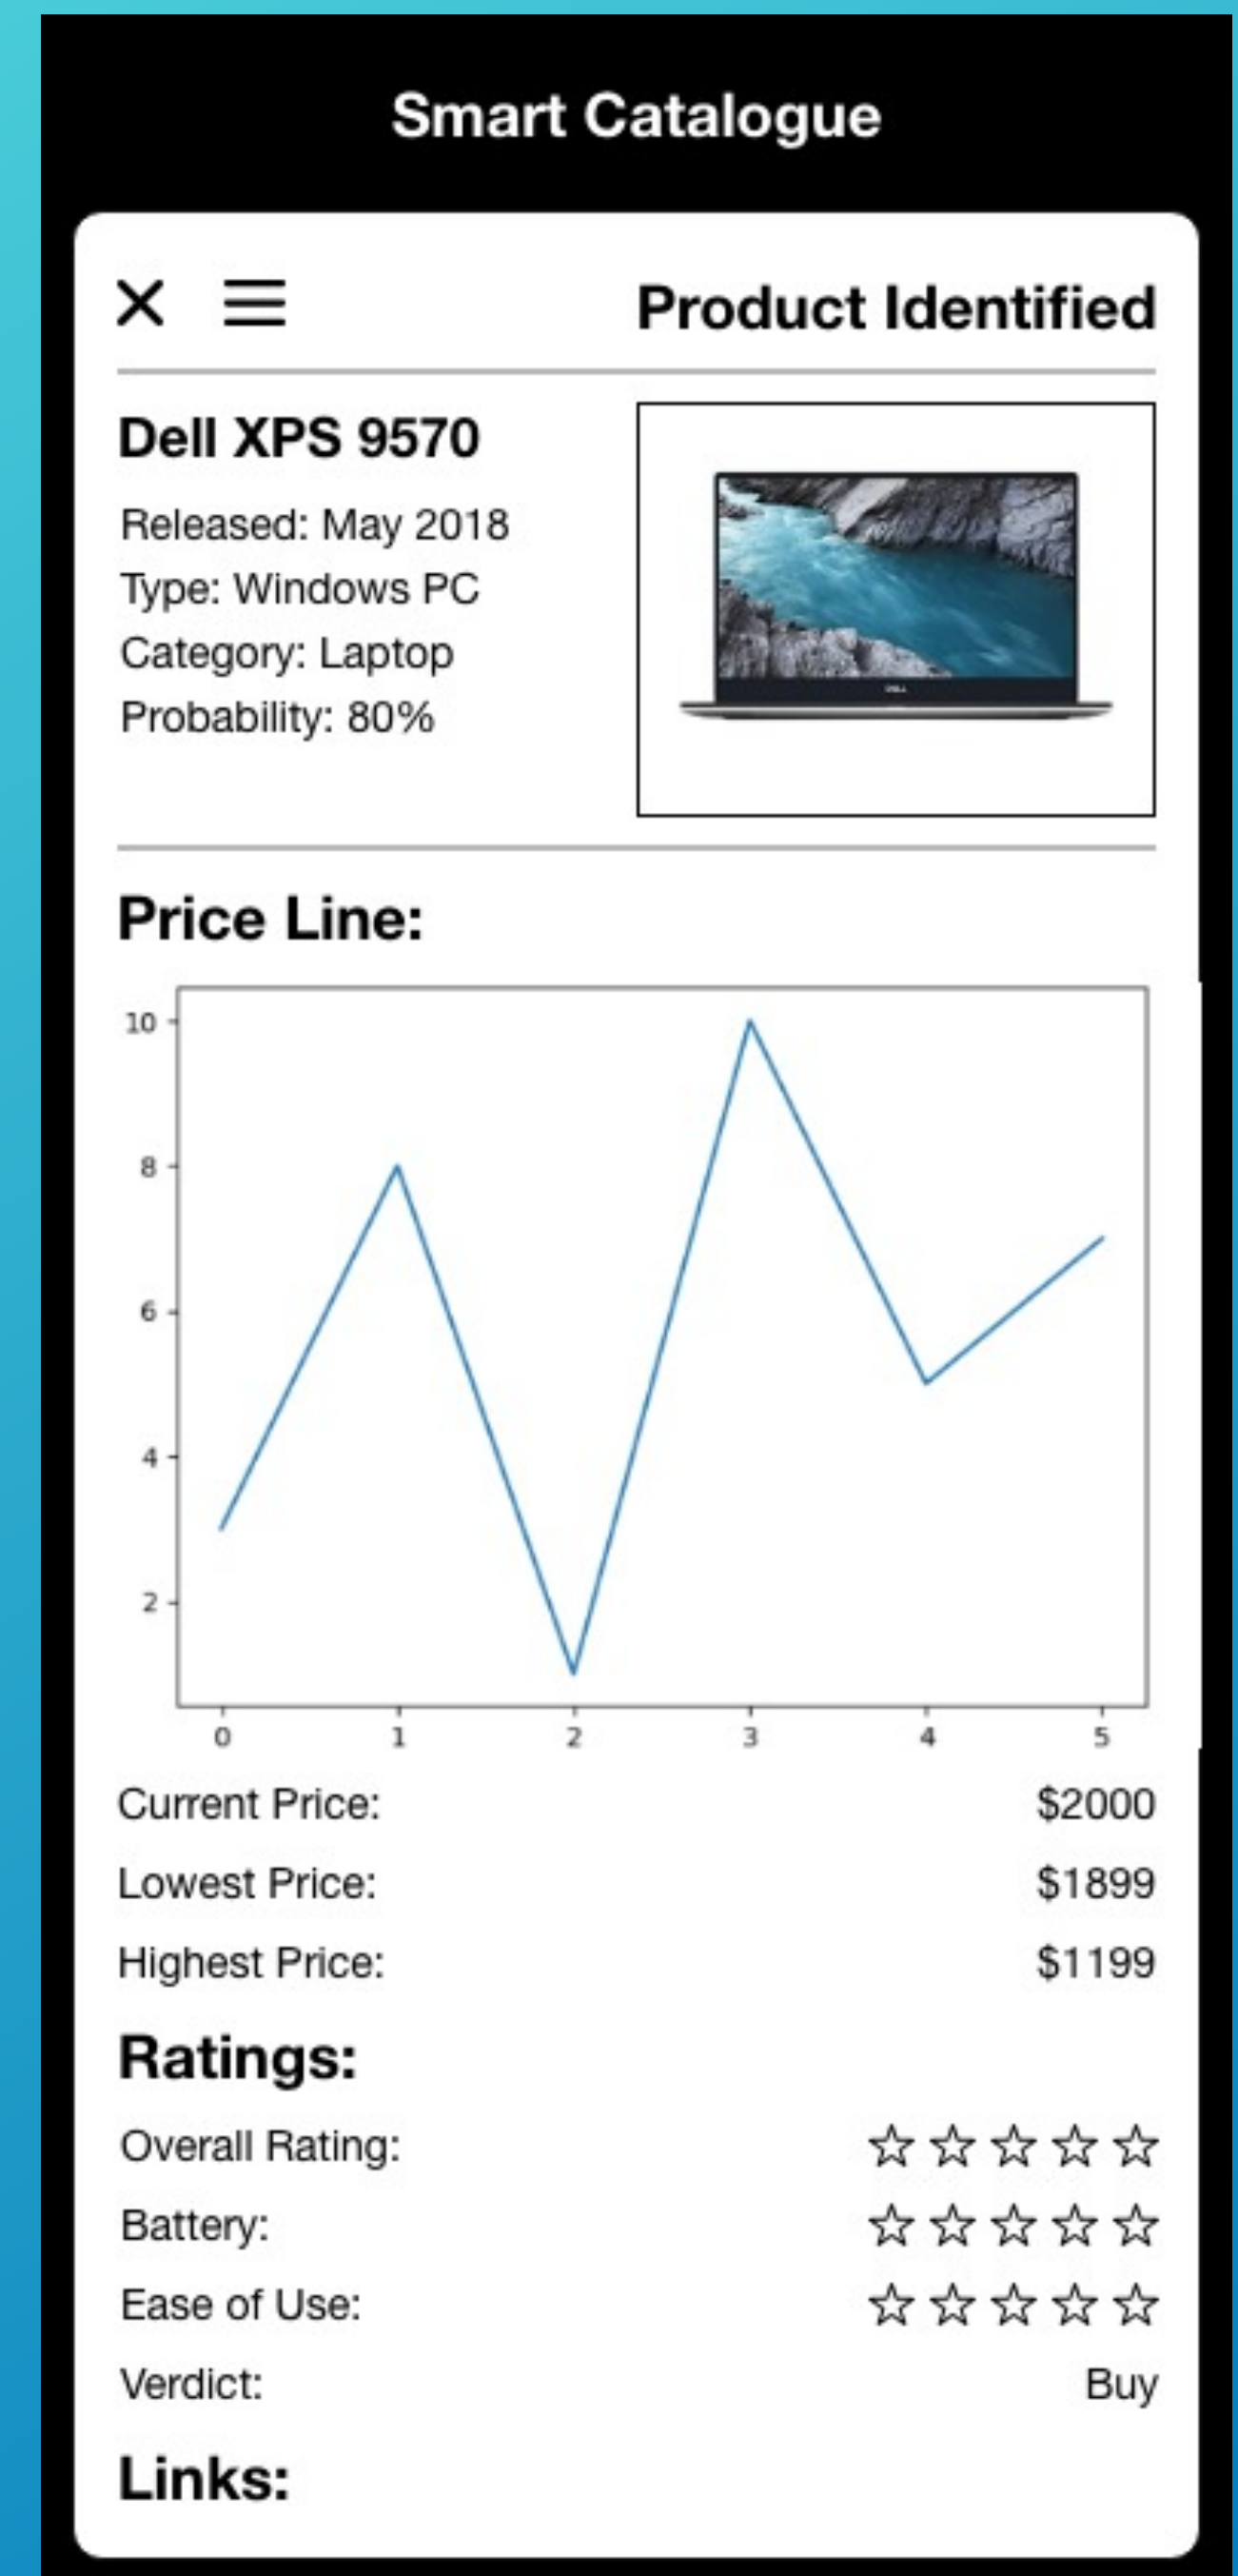 Smart Catalogue
Product Identified
Dell XPS 9570
Released: May 2018
Type: Windows PC
Category: Laptop
Probability: 80%
DELL
Price Line:
10
8
6
4
2
0 1 2 3 4 5
Current Price: $2000
Lowest Price: $1899
Highest Price: $1199
Ratings:
Overall Rating: ☆☆☆☆☆
Battery: ☆☆☆☆☆
Ease of Use: ☆☆☆☆☆
Verdict: Buy
Links: